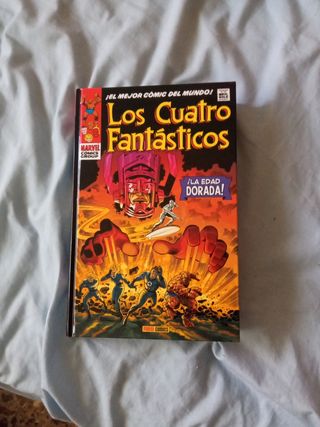 ¡EL MEJOR CÓMIC DEL MUNDO!
Los Cuatro
Fantásticos
MARVEL
COMICS
GROUP
¡LA EDAD
DORADA!